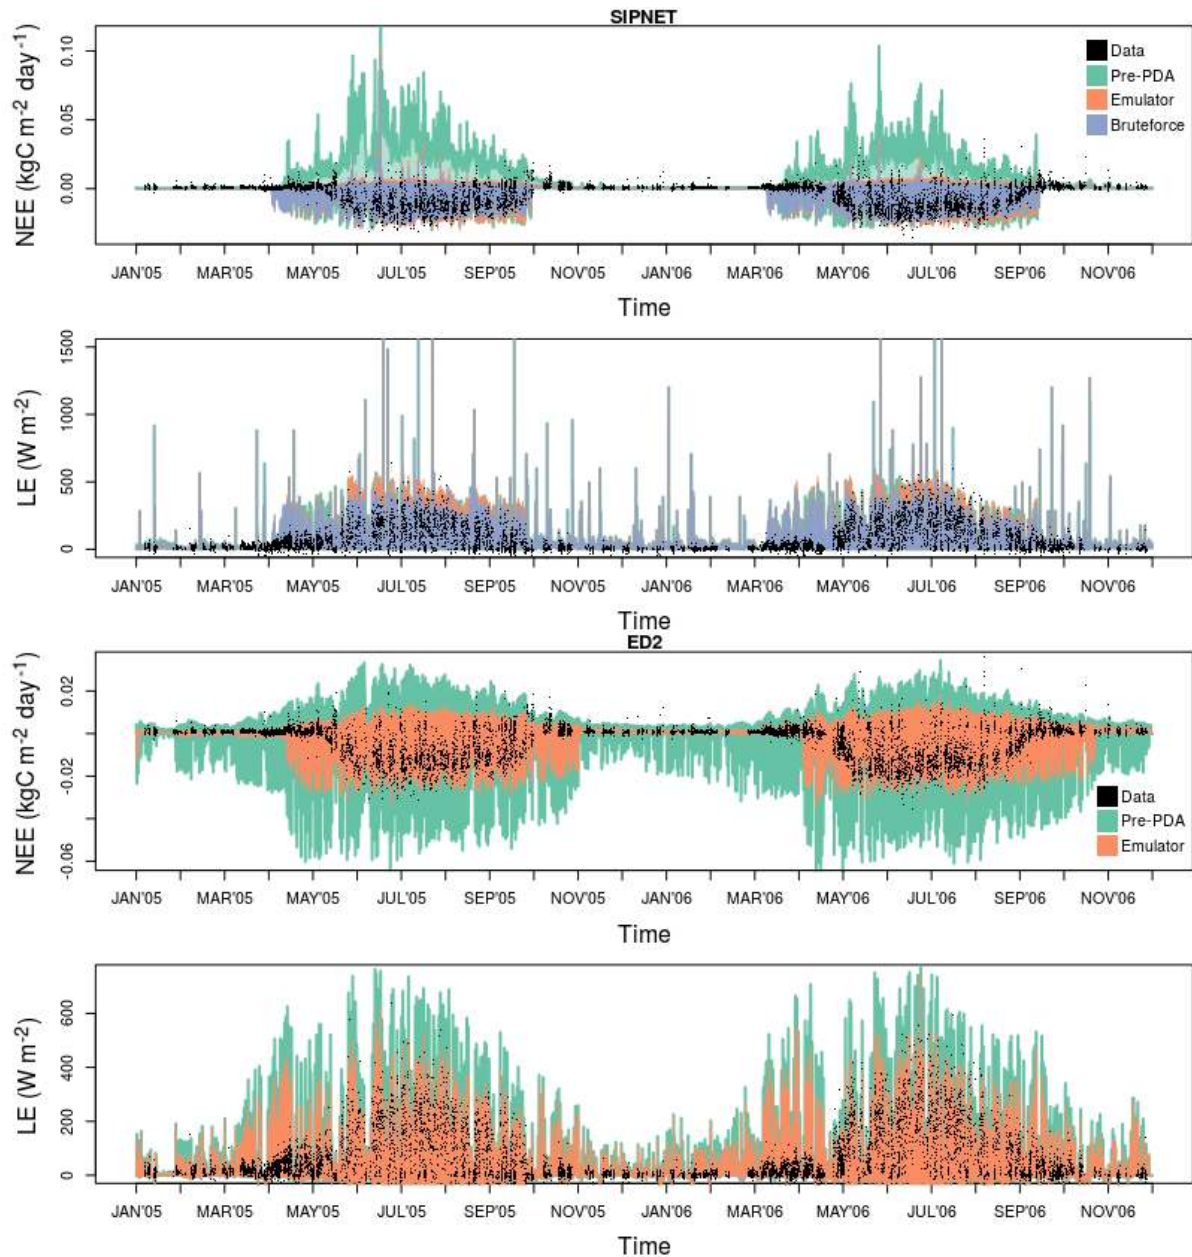 SIPNET
NEE (kgC m-2 day-1)
0.10
0.05
0.00
Data
Pre-PDA
Emulator
Bruteforce
JAN'05 MAR'05 MAY'05 JUL'05 SEP'05 NOV'05 JAN'06 MAR'06 MAY'06 JUL'06 SEP'06 NOV'06
Time
LE (W m-2)
1500
1000
500
0
JAN'05 MAR'05 MAY'05 JUL'05 SEP'05 NOV'05 JAN'06 MAR'06 MAY'06 JUL'06 SEP'06 NOV'06
Time
ED2
NEE (kgC m-2 day-1)
0.02
-0.02
-0.06
Data
Pre-PDA
Emulator
JAN'05 MAR'05 MAY'05 JUL'05 SEP'05 NOV'05 JAN'06 MAR'06 MAY'06 JUL'06 SEP'06 NOV'06
Time
LE (W m-2)
600
400
200
0
JAN'05 MAR'05 MAY'05 JUL'05 SEP'05 NOV'05 JAN'06 MAR'06 MAY'06 JUL'06 SEP'06 NOV'06
Time